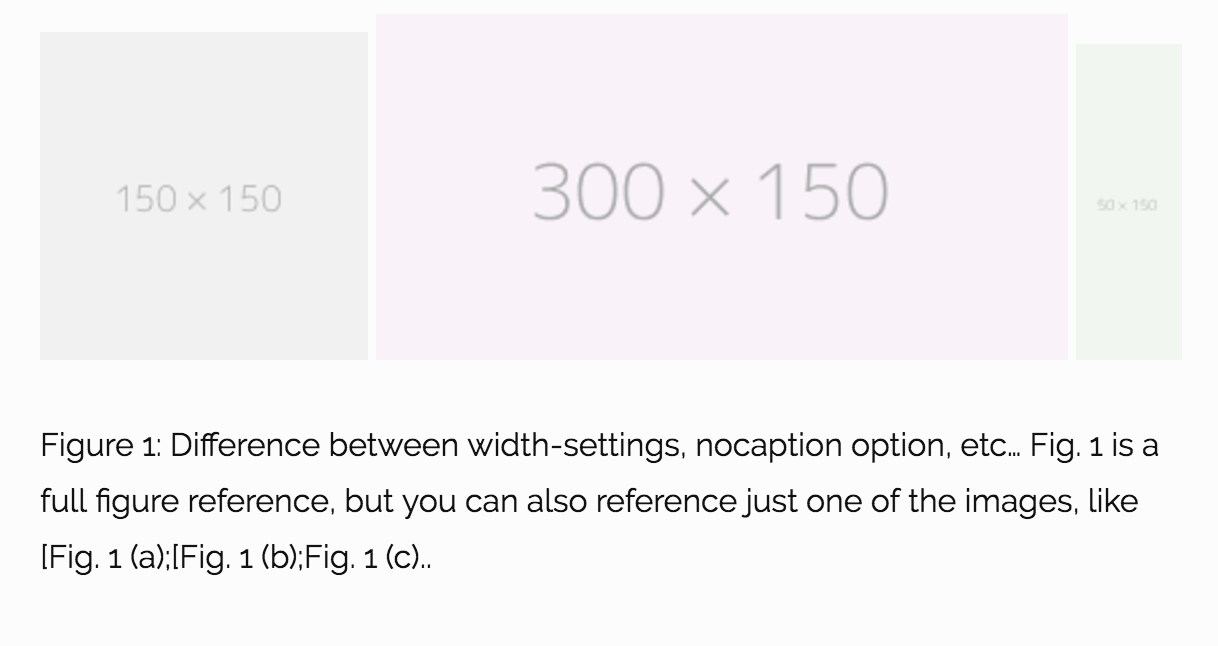 150 × 150
300 × 150
50 × 150
Figure 1: Difference between width-settings, nocaption option, etc… Fig. 1 is a
full figure reference, but you can also reference just one of the images, like
[Fig. 1 (a);[Fig. 1 (b);Fig. 1 (c)..